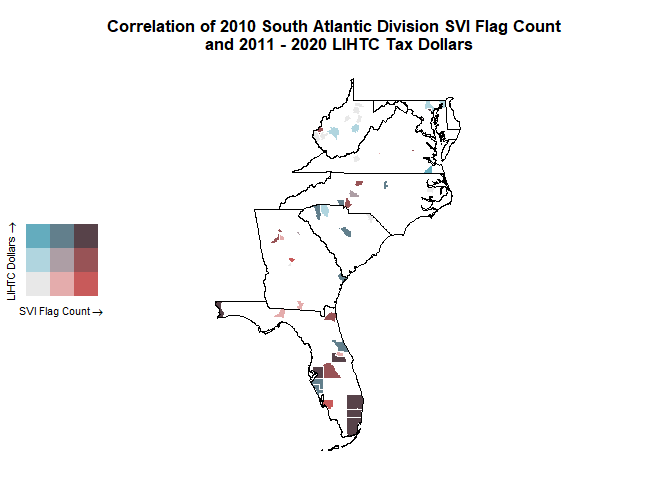 Correlation of 2010 South Atlantic Division SVI Flag Count
and 2011 - 2020 LIHTC Tax Dollars
LIHTC Dollars →
SVI Flag Count →